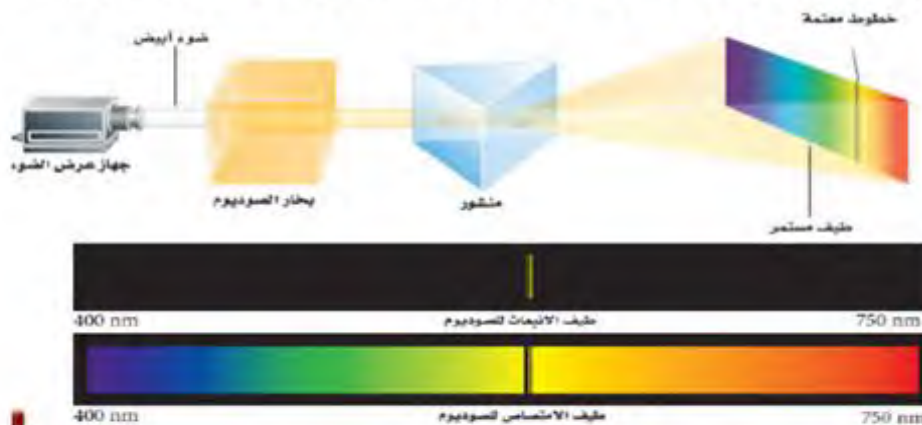 خطوط معتمة
ضوء أبيض
جهاز عرض الضوء
بخار الصوديوم
منشور
طيف مستمر
400 nm طيف الانبعاث للصوديوم 750 nm
400 nm طيف الامتصاص للصوديوم 750 nm